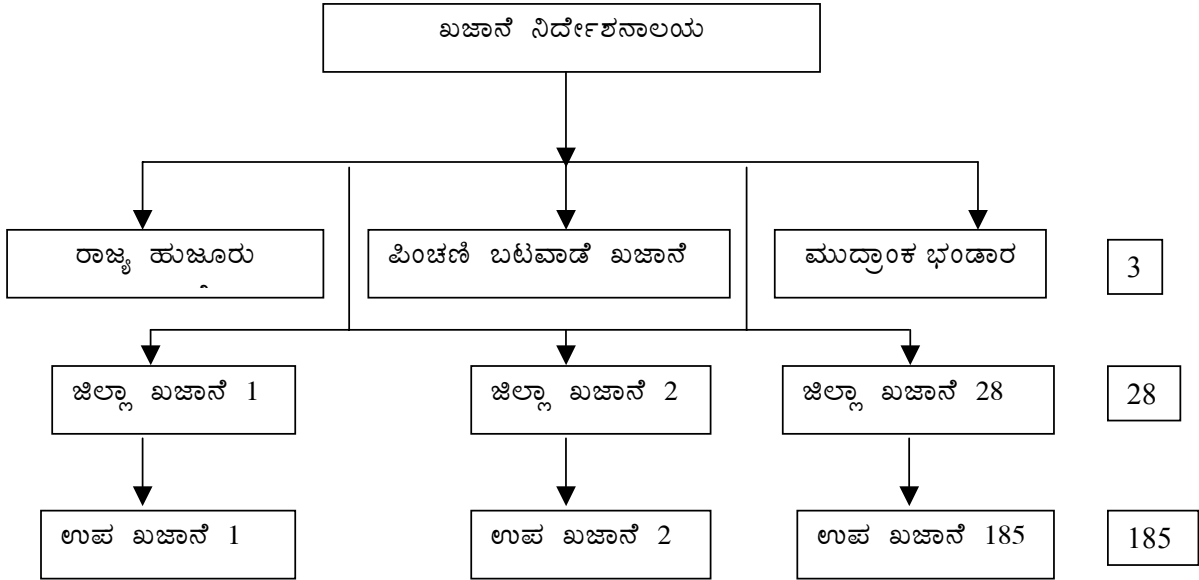 ಖಜಾನೆ ನಿರ್ದೇಶನಾಲಯ
ರಾಜ್ಯ ಹುಜೂರು
ಪಿಂಚಣಿ ಬಟವಾಡೆ ಖಜಾನೆ
ಮುದ್ರಾಂಕ ಭಂಡಾರ
3
ಜಿಲ್ಲಾ ಖಜಾನೆ 1
ಜಿಲ್ಲಾ ಖಜಾನೆ 2
ಜಿಲ್ಲಾ ಖಜಾನೆ 28
28
ಉಪ ಖಜಾನೆ 1
ಉಪ ಖಜಾನೆ 2
ಉಪ ಖಜಾನೆ 185
185